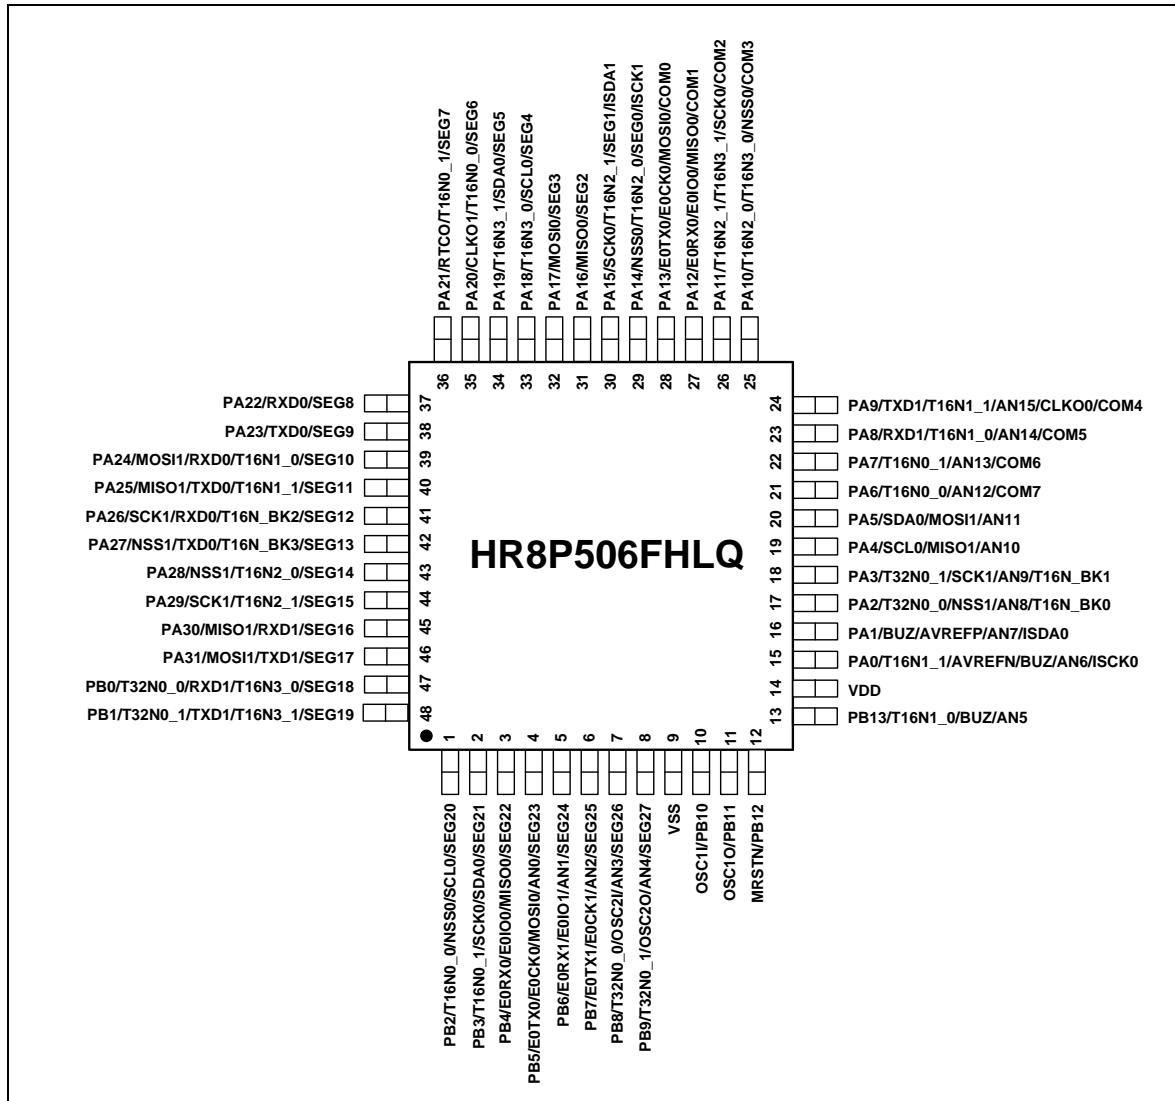 PA21/RTCO/T16N0_1/SEG7
PA20/CLKO1/T16N0_0/SEG6
PA19/T16N3_1/SDA0/SEG5
PA18/T16N3_0/SCL0/SEG4
PA17/MOSI0/SEG3
PA16/MISO0/SEG2
PA15/SCK0/T16N2_1/SEG1/ISDA1
PA14/NSS0/T16N2_0/SEG0/ISCK1
PA13/E0TX0/E0CK0/MOSI0/COM0
PA12/E0RX0/E0IO0/MISO0/COM1
PA11/T16N2_1/T16N3_1/SCK0/COM2
PA10/T16N2_0/T16N3_0/NSS0/COM3
36
35
34
33
32
31
30
29
28
27
26
25
PA22/RXD0/SEG8
37
PA23/TXD0/SEG9
38
PA24/MOSI1/RXD0/T16N1_0/SEG10
39
PA25/MISO1/TXD0/T16N1_1/SEG11
40
PA26/SCK1/RXD0/T16N_BK2/SEG12
41
PA27/NSS1/TXD0/T16N_BK3/SEG13
42
PA28/NSS1/T16N2_0/SEG14
43
PA29/SCK1/T16N2_1/SEG15
44
PA30/MISO1/RXD1/SEG16
45
PA31/MOSI1/TXD1/SEG17
46
PB0/T32N0_0/RXD1/T16N3_0/SEG18
47
PB1/T32N0_1/TXD1/T16N3_1/SEG19
48
HR8P506FHLQ
24
PA9/TXD1/T16N1_1/AN15/CLKO0/COM4
23
PA8/RXD1/T16N1_0/AN14/COM5
22
PA7/T16N0_1/AN13/COM6
21
PA6/T16N0_0/AN12/COM7
20
PA5/SDA0/MOSI1/AN11
19
PA4/SCL0/MISO1/AN10
18
PA3/T32N0_1/SCK1/AN9/T16N_BK1
17
PA2/T32N0_0/NSS1/AN8/T16N_BK0
16
PA1/BUZ/AVREFP/AN7/ISDA0
15
PA0/T16N1_1/AVREFN/BUZ/AN6/ISCK0
14
VDD
13
PB13/T16N1_0/BUZ/AN5
1
2
3
4
5
6
7
8
9
10
11
12
PB2/T16N0_0/NSS0/SCL0/SEG20
PB3/T16N0_1/SCK0/SDA0/SEG21
PB4/E0RX0/E0IO0/MISO0/SEG22
PB5/E0TX0/E0CK0/MOSI0/AN0/SEG23
PB6/E0RX1/E0IO1/AN1/SEG24
PB7/E0TX1/E0CK1/AN2/SEG25
PB8/T32N0_0/OSC2I/AN3/SEG26
PB9/T32N0_1/OSC2O/AN4/SEG27
VSS
OSC1I/PB10
OSC1O/PB11
MRSTN/PB12